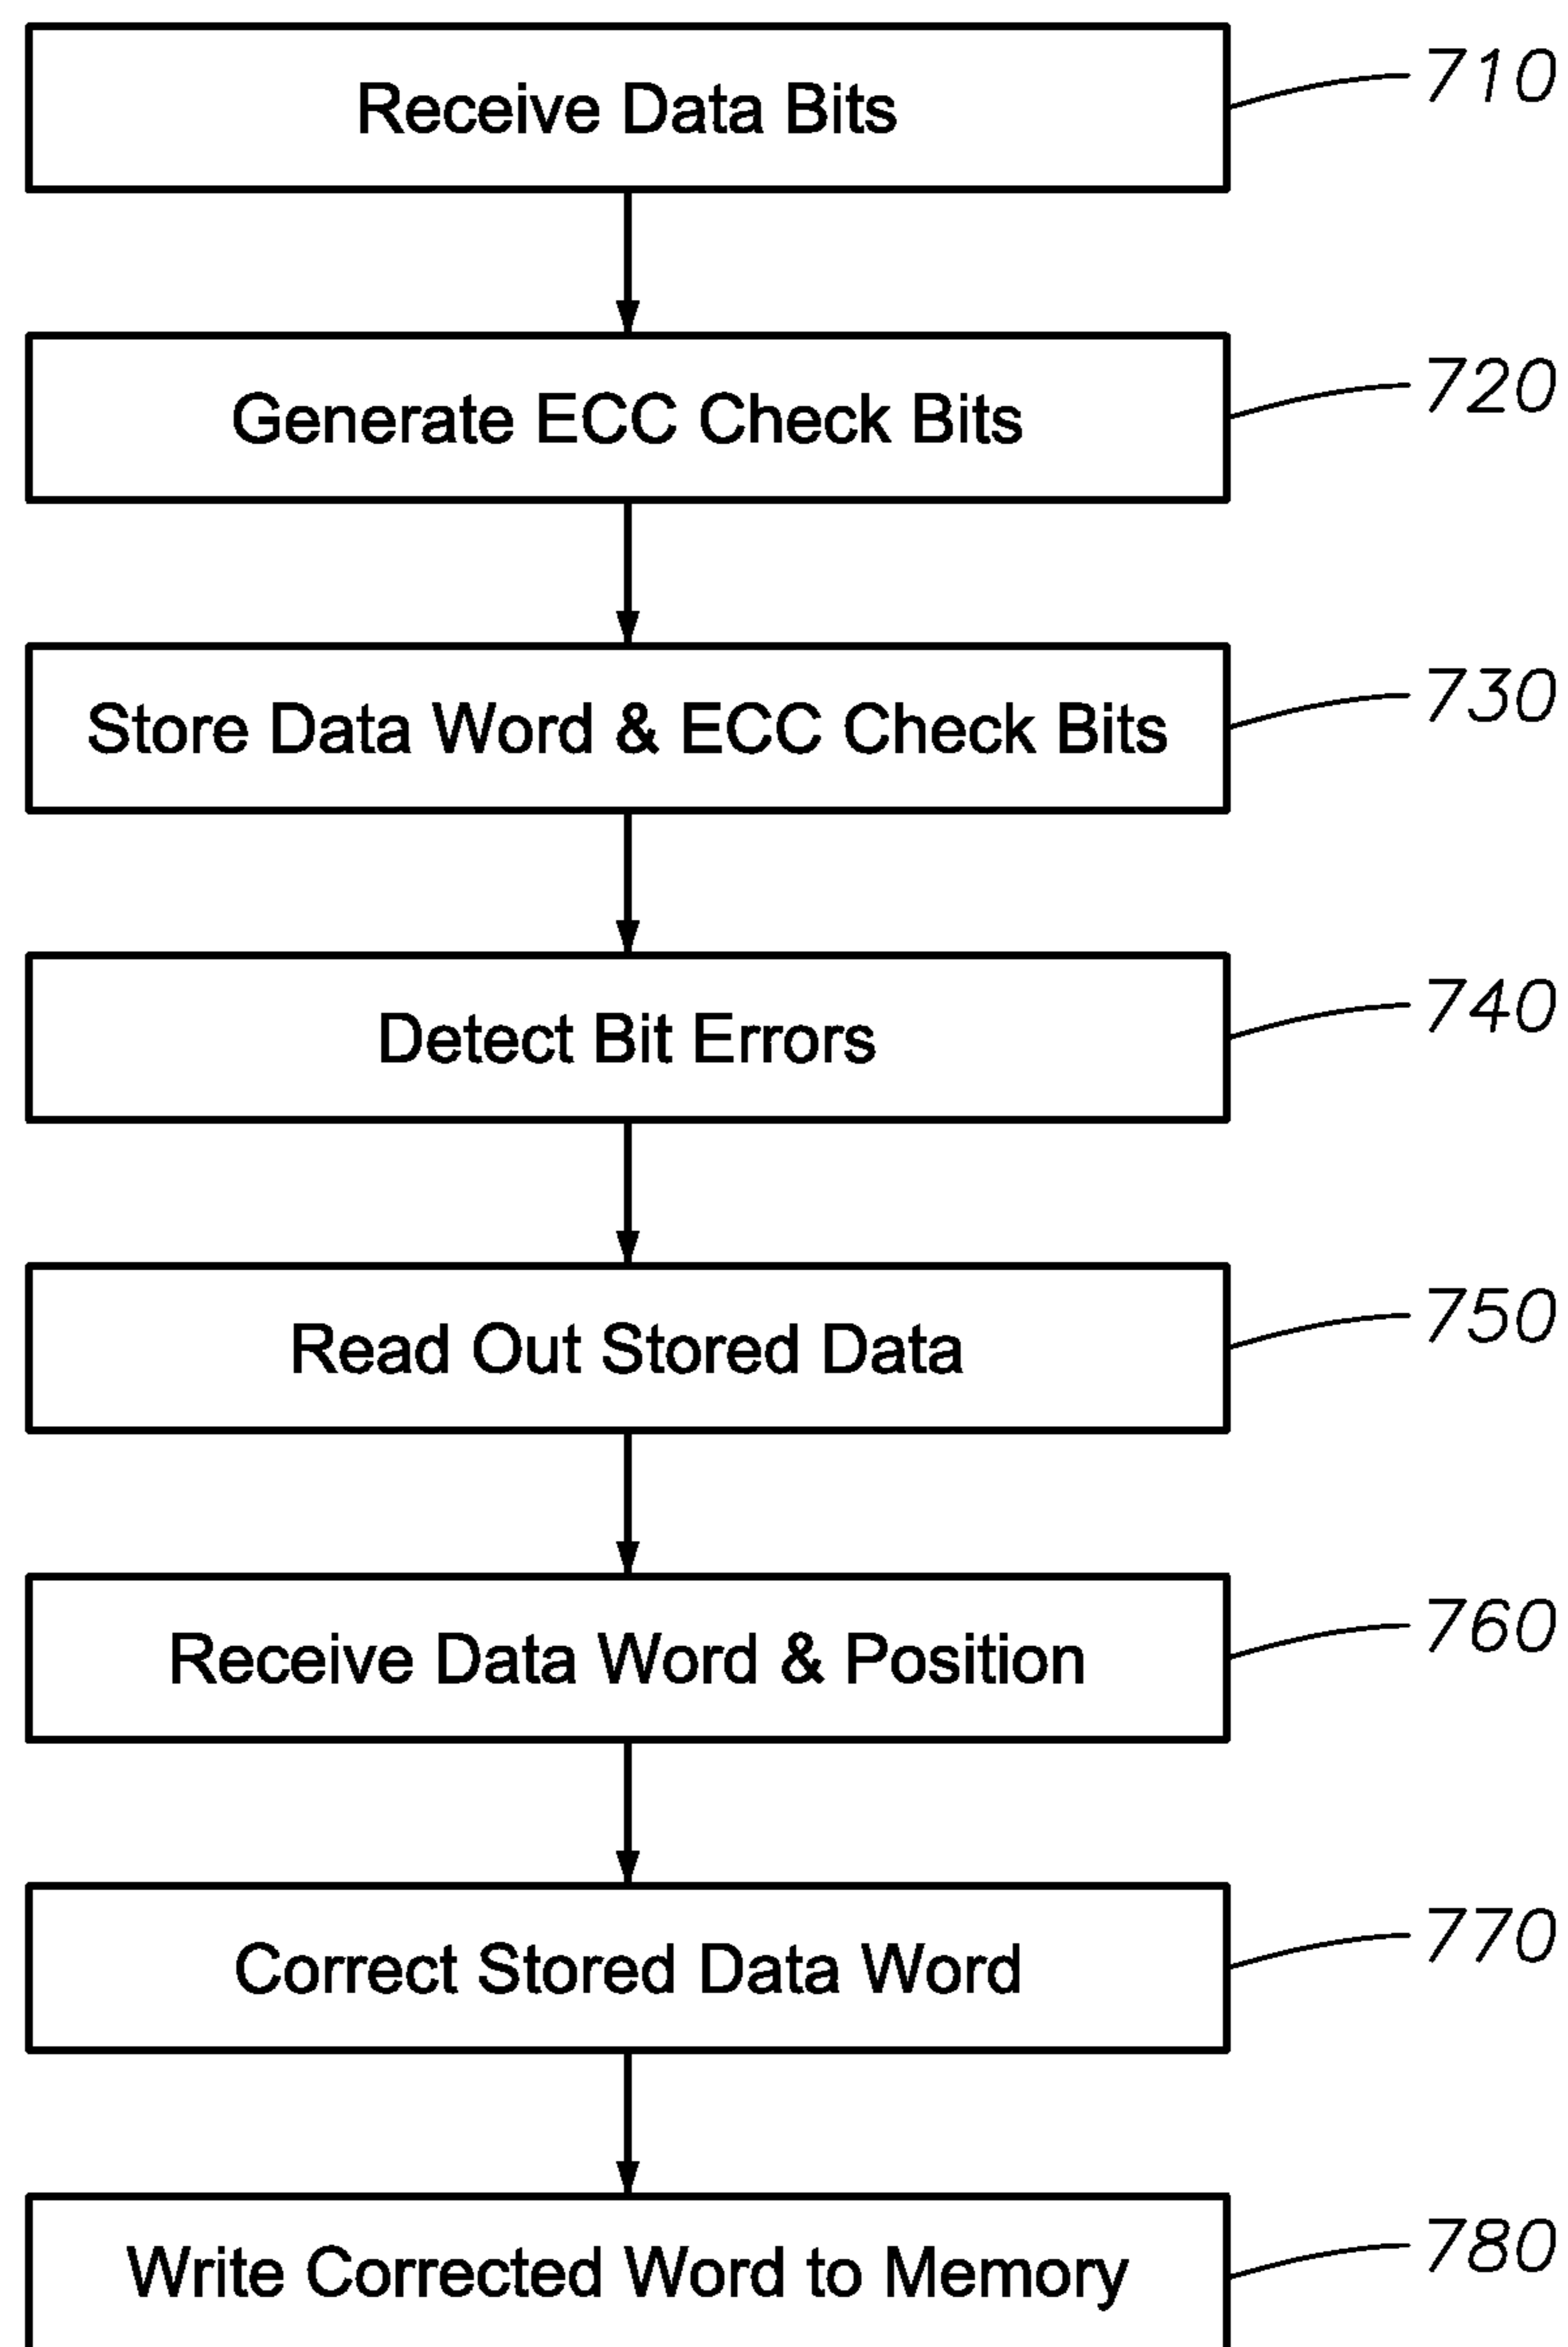 Receive Data Bits 710
Generate ECC Check Bits 720
Store Data Word & ECC Check Bits 730
Detect Bit Errors 740
Read Out Stored Data 750
Receive Data Word & Position 760
Correct Stored Data Word 770
Write Corrected Word to Memory 780